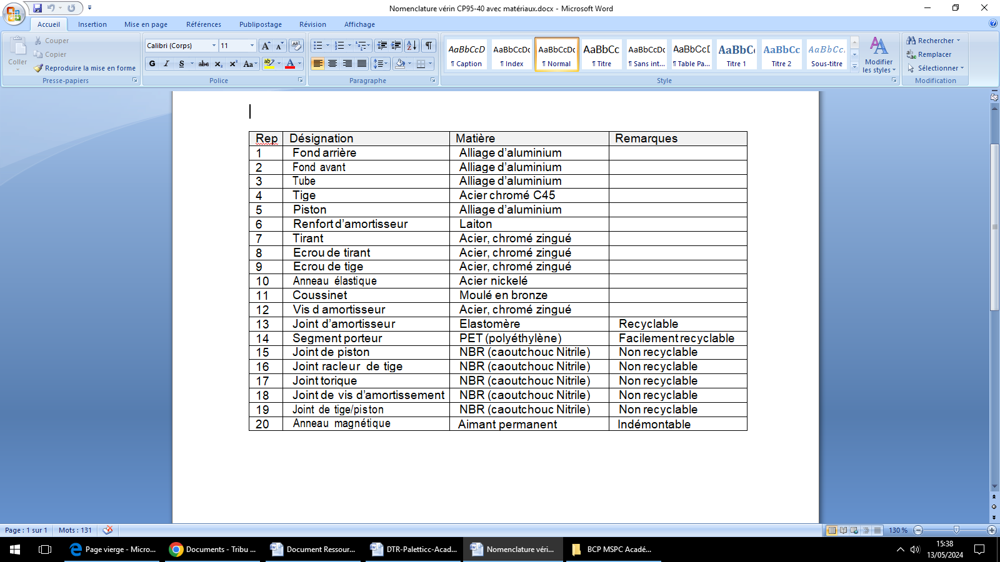 Nomenclature vérin CP95-40 avec matériaux.docx - Microsoft Word
Accueil Insertion Mise en page Références Publipostage Révision Affichage
Coller
Couper
Copier
Reproduire la mise en forme
Presse-papiers
Calibri (Corps) 11
G I S abc x₂ x² Aa
Police
Paragraphe
AaBbCcD AaBbCcDc AaBbCcDc AaBbCc AaBbCcDc AaBbCcD AaBbCc AaBbCc AaBbCc.
¶ Caption ¶ Index ¶ Normal ¶ Titre ¶ Sans int... ¶ Table Pa... Titre 1 Titre 2 Sous-titre
Modifier
les styles
Style
Rechercher
Remplacer
Sélectionner
Modification
Rep Désignation Matière Remarques
1 Fond arrière Alliage d’aluminium
2 Fond avant Alliage d’aluminium
3 Tube Alliage d’aluminium
4 Tige Acier chromé C45
5 Piston Alliage d’aluminium
6 Renfort d’amortisseur Laiton
7 Tirant Acier, chromé zingué
8 Ecrou de tirant Acier, chromé zingué
9 Ecrou de tige Acier, chromé zingué
10 Anneau élastique Acier nickelé
11 Coussinet Moulé en bronze
12 Vis d amortisseur Acier, chromé zingué
13 Joint d’amortisseur Elastomère Recyclable
14 Segment porteur PET (polyéthylène) Facilement recyclable
15 Joint de piston NBR (caoutchouc Nitrile) Non recyclable
16 Joint racleur de tige NBR (caoutchouc Nitrile) Non recyclable
17 Joint torique NBR (caoutchouc Nitrile) Non recyclable
18 Joint de vis d’amortissement NBR (caoutchouc Nitrile) Non recyclable
19 Joint de tige/piston NBR (caoutchouc Nitrile) Non recyclable
20 Anneau magnétique Aimant permanent Indémontable
Page : 1 sur 1 Mots : 131 130 %
Page vierge - Micro... Documents - Tribu ... Document Ressour... DTR-Paletticc-Acad... Nomenclature véri... BCP MSPC Acadé...
15:38
13/05/2024